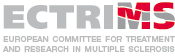 ECTRIMS
EUROPEAN COMMITTEE FOR TREATMENT
AND RESEARCH IN MULTIPLE SCLEROSIS